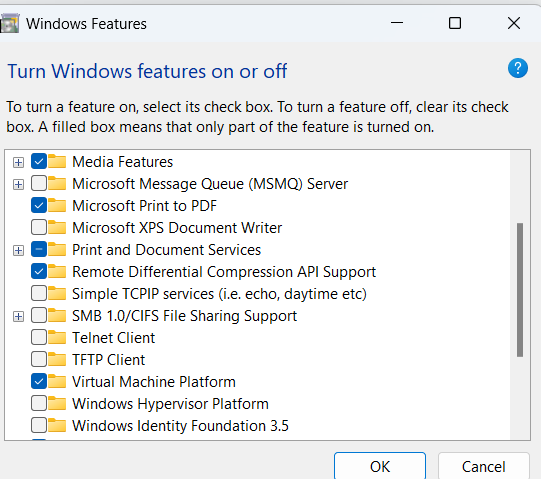 Windows Features
Turn Windows features on or off
To turn a feature on, select its check box. To turn a feature off, clear its check
box. A filled box means that only part of the feature is turned on.
Media Features
Microsoft Message Queue (MSMQ) Server
Microsoft Print to PDF
Microsoft XPS Document Writer
Print and Document Services
Remote Differential Compression API Support
Simple TCPIP services (i.e. echo, daytime etc)
SMB 1.0/CIFS File Sharing Support
Telnet Client
TFTP Client
Virtual Machine Platform
Windows Hypervisor Platform
Windows Identity Foundation 3.5
OK
Cancel